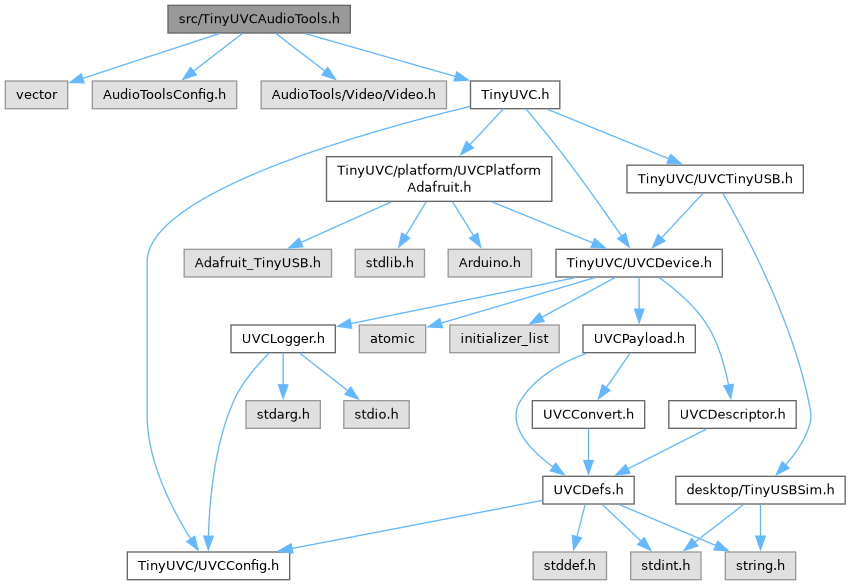 src/TinyUVCAudioTools.h
vector
AudioToolsConfig.h
AudioTools/Video/Video.h
TinyUVC.h
TinyUVC/platform/UVCPlatform
Adafruit.h
TinyUVC/UVCTinyUSB.h
Adafruit_TinyUSB.h
stdlib.h
Arduino.h
TinyUVC/UVCDevice.h
UVCLogger.h
atomic
initializer_list
UVCPayload.h
stdarg.h
stdio.h
UVCConvert.h
UVCDescriptor.h
UVCDefs.h
desktop/TinyUSBSim.h
TinyUVC/UVCConfig.h
stddef.h
stdint.h
string.h